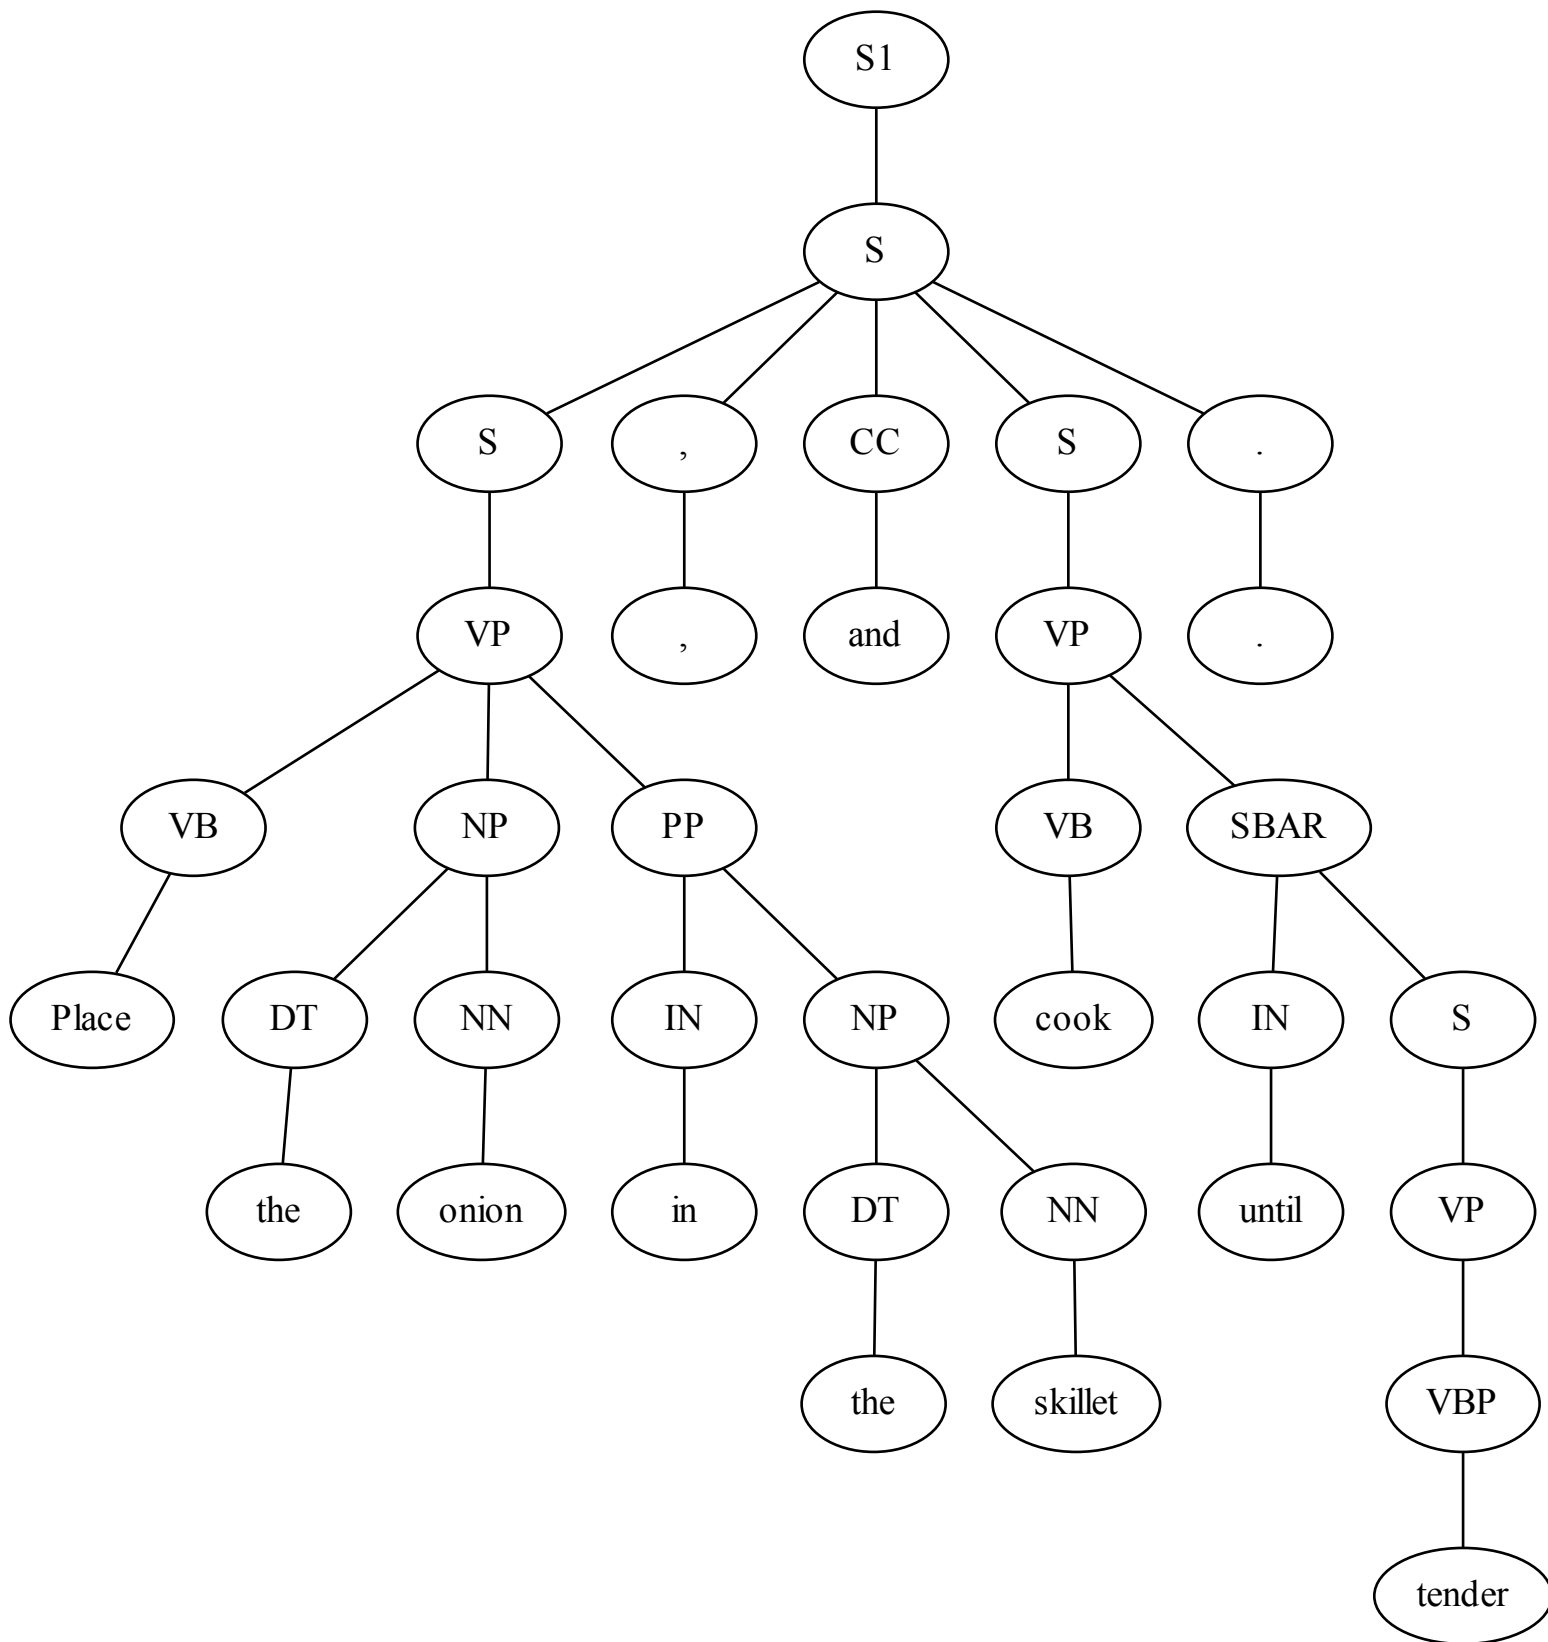 S1
S
S , CC S .
VP , and VP .
VB NP PP VB SBAR
Place DT NN IN NP cook IN S
the onion in DT NN until VP
the skillet VBP
tender